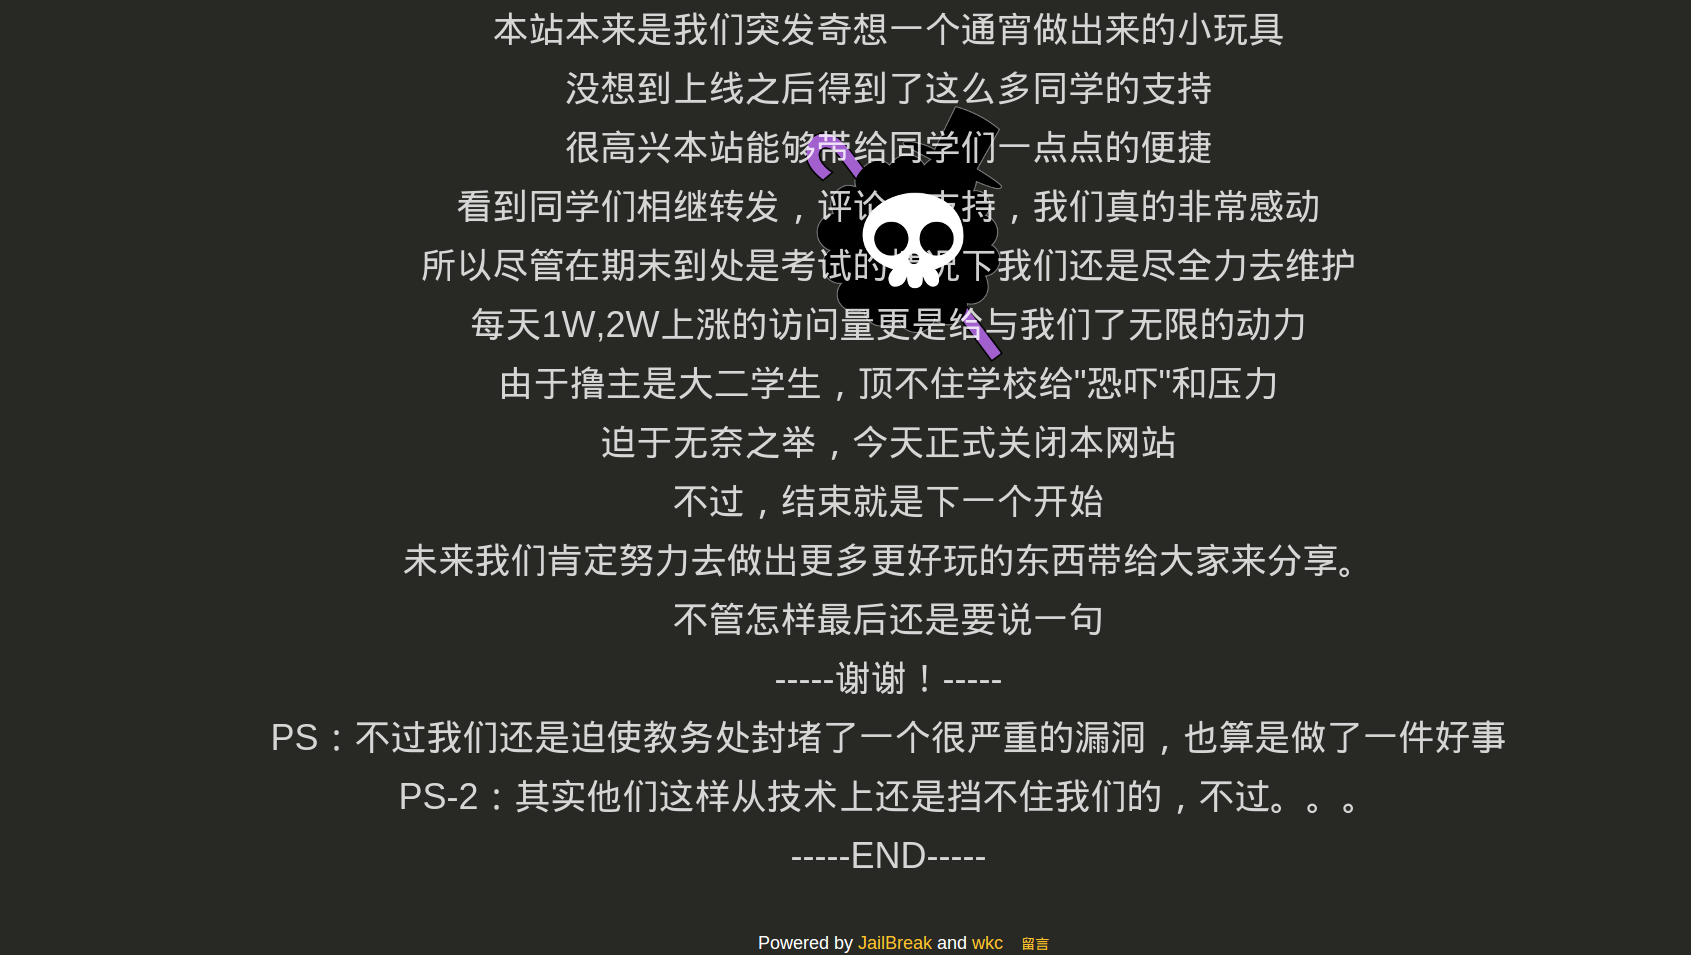 本站本来是我们突发奇想一个通宵做出来的小玩具
没想到上线之后得到了这么多同学的支持
很高兴本站能够带给同学们一点点的便捷
看到同学们相继转发，评论，支持，我们真的非常感动
所以尽管在期末到处是考试的情况下我们还是尽全力去维护
每天1W,2W上涨的访问量更是给与我们了无限的动力
由于撸主是大二学生，顶不住学校给"恐吓"和压力
迫于无奈之举，今天正式关闭本网站
不过，结束就是下一个开始
未来我们肯定努力去做出更多更好玩的东西带给大家来分享。
不管怎样最后还是要说一句
-----谢谢！-----
PS：不过我们还是迫使教务处封堵了一个很严重的漏洞，也算是做了一件好事
PS-2：其实他们这样从技术上还是挡不住我们的，不过。。。
-----END-----
Powered by JailBreak and wkc 留言